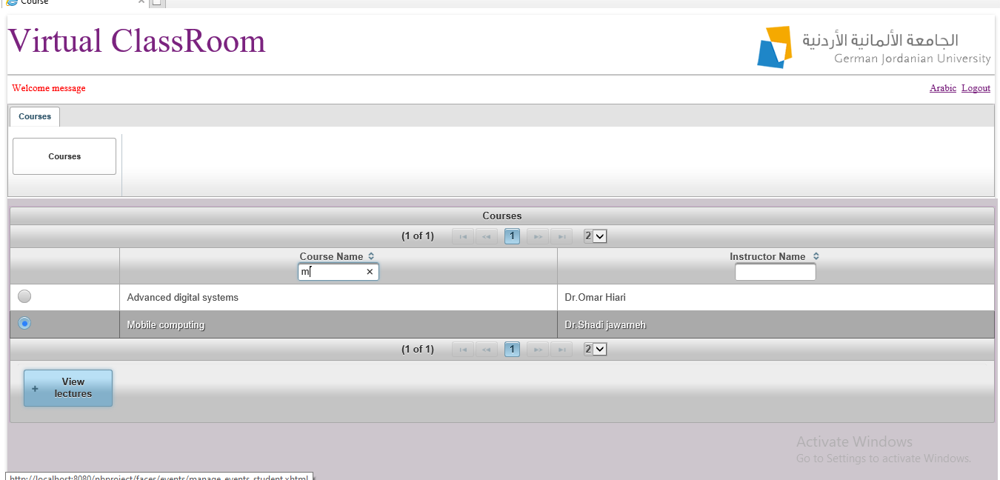 Course
Virtual ClassRoom
الجامعة الألمانية الأردنية
German Jordanian University
Welcome message
Arabic Logout
Courses
Courses
Courses
(1 of 1) 1 2
Course Name Instructor Name
m
Advanced digital systems Dr.Omar Hiari
Mobile computing Dr.Shadi jawarneh
(1 of 1) 1 2
View
lectures
Activate Windows
Go to Settings to activate Windows.
http://localhost:8080/nhproject/faces/events/manage_events_student.xhtml